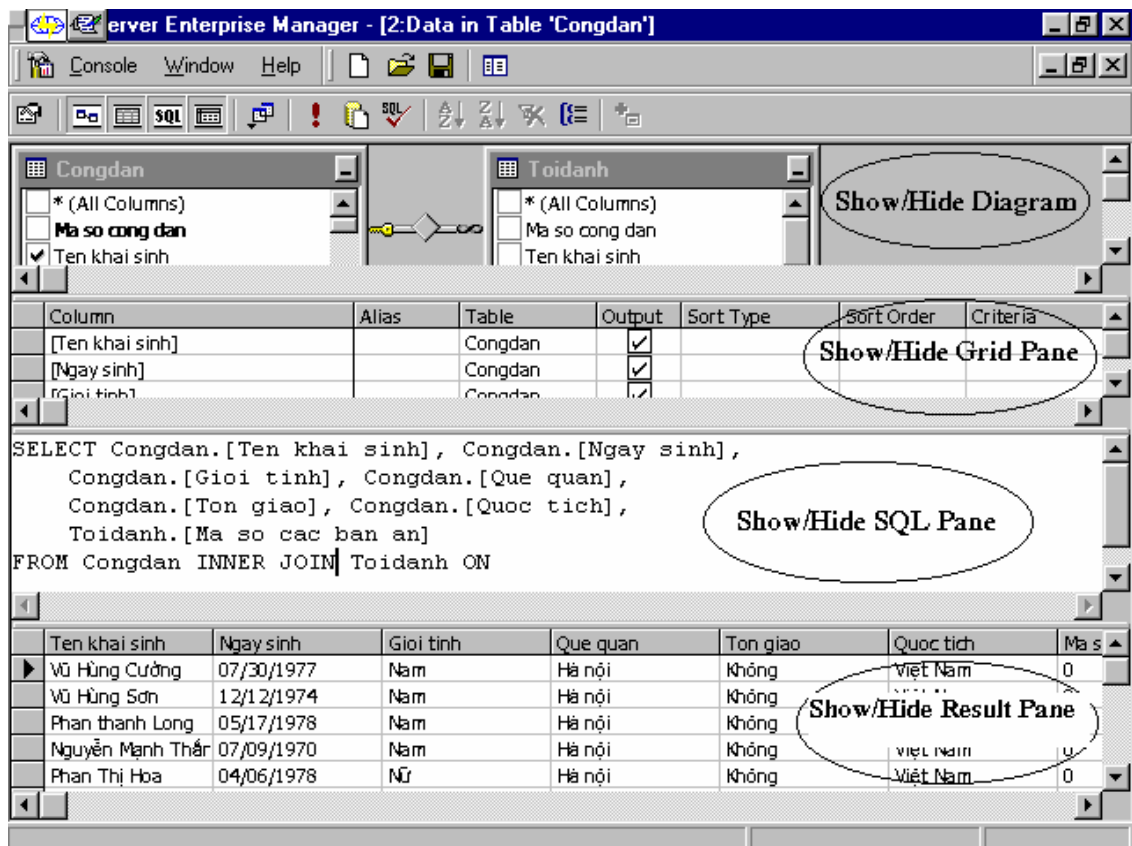 erver Enterprise Manager - [2:Data in Table 'Congdan']
Console Window Help
SQL SQL
Congdan Toidanh
* (All Columns) * (All Columns) Show/Hide Diagram
Ma so cong dan Ma so cong dan
Ten khai sinh Ten khai sinh
Column Alias Table Output Sort Type Sort Order Criteria
[Ten khai sinh] Congdan
Show/Hide Grid Pane
[Ngay sinh] Congdan
[Gioi tinh] Congdan
SELECT Congdan.[Ten khai sinh], Congdan.[Ngay sinh],
Congdan.[Gioi tinh], Congdan.[Que quan],
Congdan.[Ton giao], Congdan.[Quoc tich],
Show/Hide SQL Pane
Toidanh.[Ma so cac ban an]
FROM Congdan INNER JOIN Toidanh ON
Ten khai sinh Ngay sinh Gioi tinh Que quan Ton giao Quoc tich Ma s
Vũ Hùng Cường 07/30/1977 Nam Hà nội Không Việt Nam 0
Vũ Hùng Sơn 12/12/1974 Nam Hà nội Không
Show/Hide Result Pane
Phan thanh Long 05/17/1978 Nam Hà nội Không
Nguyễn Mạnh Thắn 07/09/1970 Nam Hà nội Không Việt Nam
Phan Thị Hoa 04/06/1978 Nữ Hà nội Không Việt Nam 0